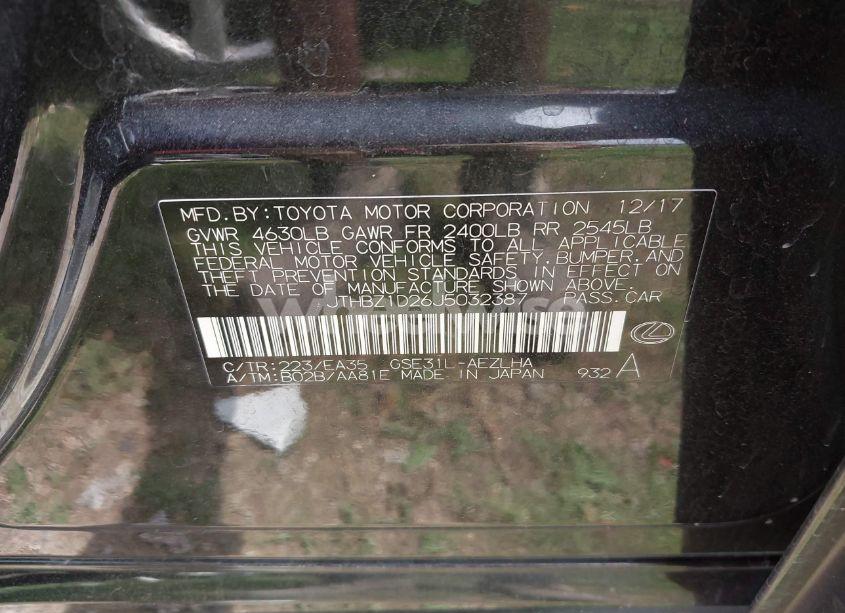 MFD.BY:TOYOTA MOTOR CORPORATION 12/17
GVWR 4630LB GAWR FR 2400LB RR 2545LB
THIS VEHICLE CONFORMS TO ALL APPLICABLE
FEDERAL MOTOR VEHICLE SAFETY,BUMPER,AND
THEFT PREVENTION STANDARDS IN EFFECT ON
THE DATE OF MANUFACTURE SHOWN ABOVE.
JTHBZ1D26J5032387 PASS.CAR
C/TR:223/EA35 GSE31L-AEZLHA
A/TM:B02B/AA81E MADE IN JAPAN 932 A